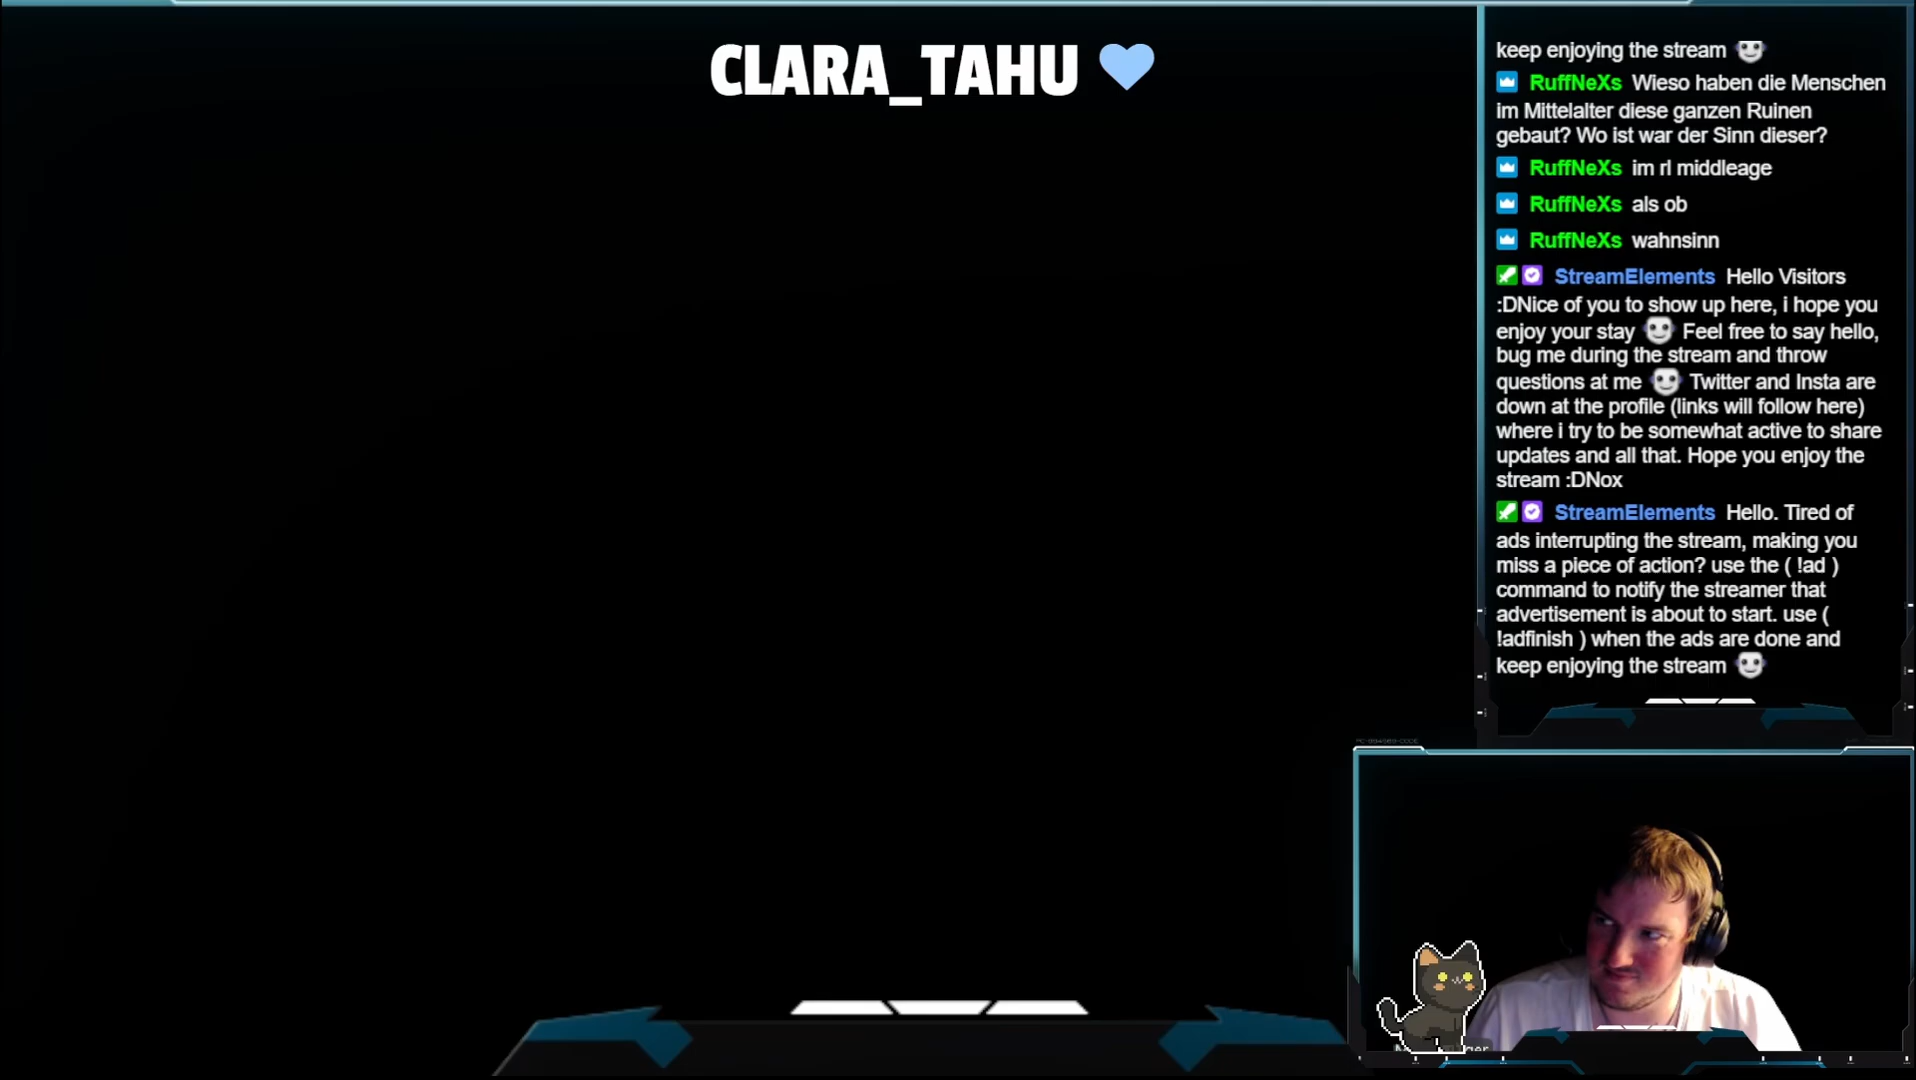 CLARA_TAHU
keep enjoying the stream
RuffNeXs Wieso haben die Menschen
im Mittelalter diese ganzen Ruinen
gebaut? Wo ist war der Sinn dieser?
RuffNeXs im rl middleage
RuffNeXs als ob
RuffNeXs wahnsinn
StreamElements Hello Visitors
:DNice of you to show up here, i hope you
enjoy your stay Feel free to say hello,
bug me during the stream and throw
questions at me Twitter and Insta are
down at the profile (links will follow here)
where i try to be somewhat active to share
updates and all that. Hope you enjoy the
stream :DNox
StreamElements Hello. Tired of
ads interrupting the stream, making you
miss a piece of action? use the ( !ad )
command to notify the streamer that
advertisement is about to start. use (
!adfinish ) when the ads are done and
keep enjoying the stream